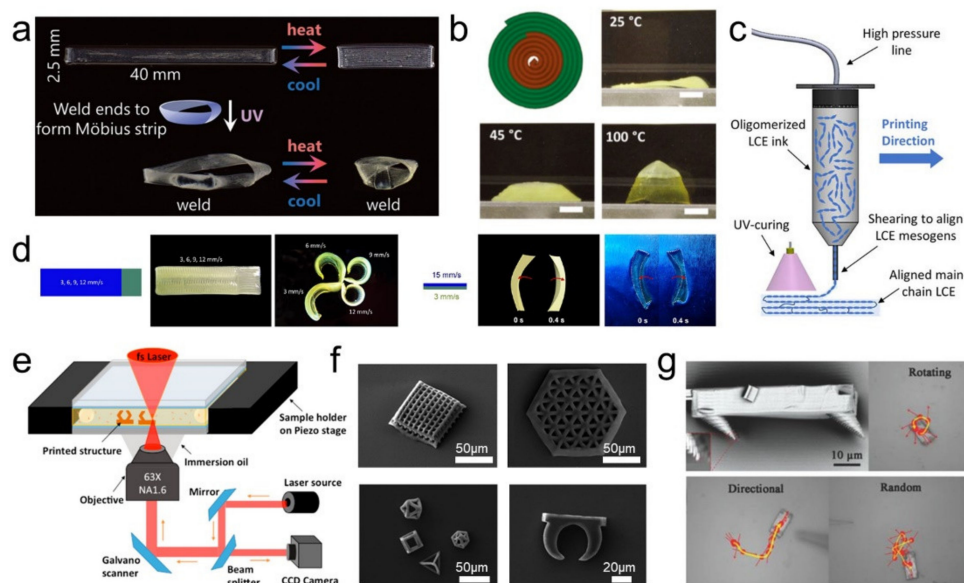 a
2.5 mm
40 mm
heat
cool
Weld ends to
form Möbius strip
UV
heat
cool
weld
weld
b
25 °C
45 °C
100 °C
c
High pressure
line
Oligomerized
LCE ink
Printing
Direction
UV-curing
Shearing to align
LCE mesogens
Aligned main
chain LCE
d
3, 6, 9, 12 mm/s
3, 6, 9, 12 mm/s
6 mm/s
9 mm/s
3 mm/s
12 mm/s
15 mm/s
3 mm/s
0 s
0.4 s
0 s
0.4 s
e
fs Laser
Sample holder
on Piezo stage
Printed structure
Immersion oil
63X
NA1.6
Objective
Mirror
Laser source
Galvano
scanner
Beam
splitter
CCD Camera
f
50μm
50μm
50μm
20μm
g
10 μm
Rotating
Directional
Random